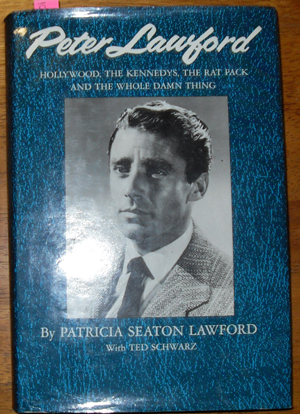 Peter Lawford
HOLLYWOOD, THE KENNEDYS, THE RAT PACK
AND THE WHOLE DAMN THING
By PATRICIA SEATON LAWFORD
With TED SCHWARZ